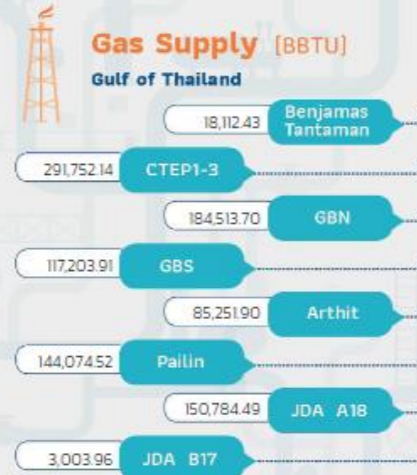 Gas Supply [BBTU]
Gulf of Thailand
18,112.43 Benjamas
Tantaman
291,752.14 CTEP1-3
184,513.70 GBN
117,203.91 GBS
85,251.90 Arthit
144,074.52 Pailin
150,784.49 JDA A18
3,003.96 JDA B17